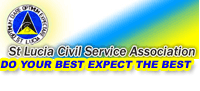 St Lucia Civil Service Association
DO YOUR BEST EXPECT THE BEST